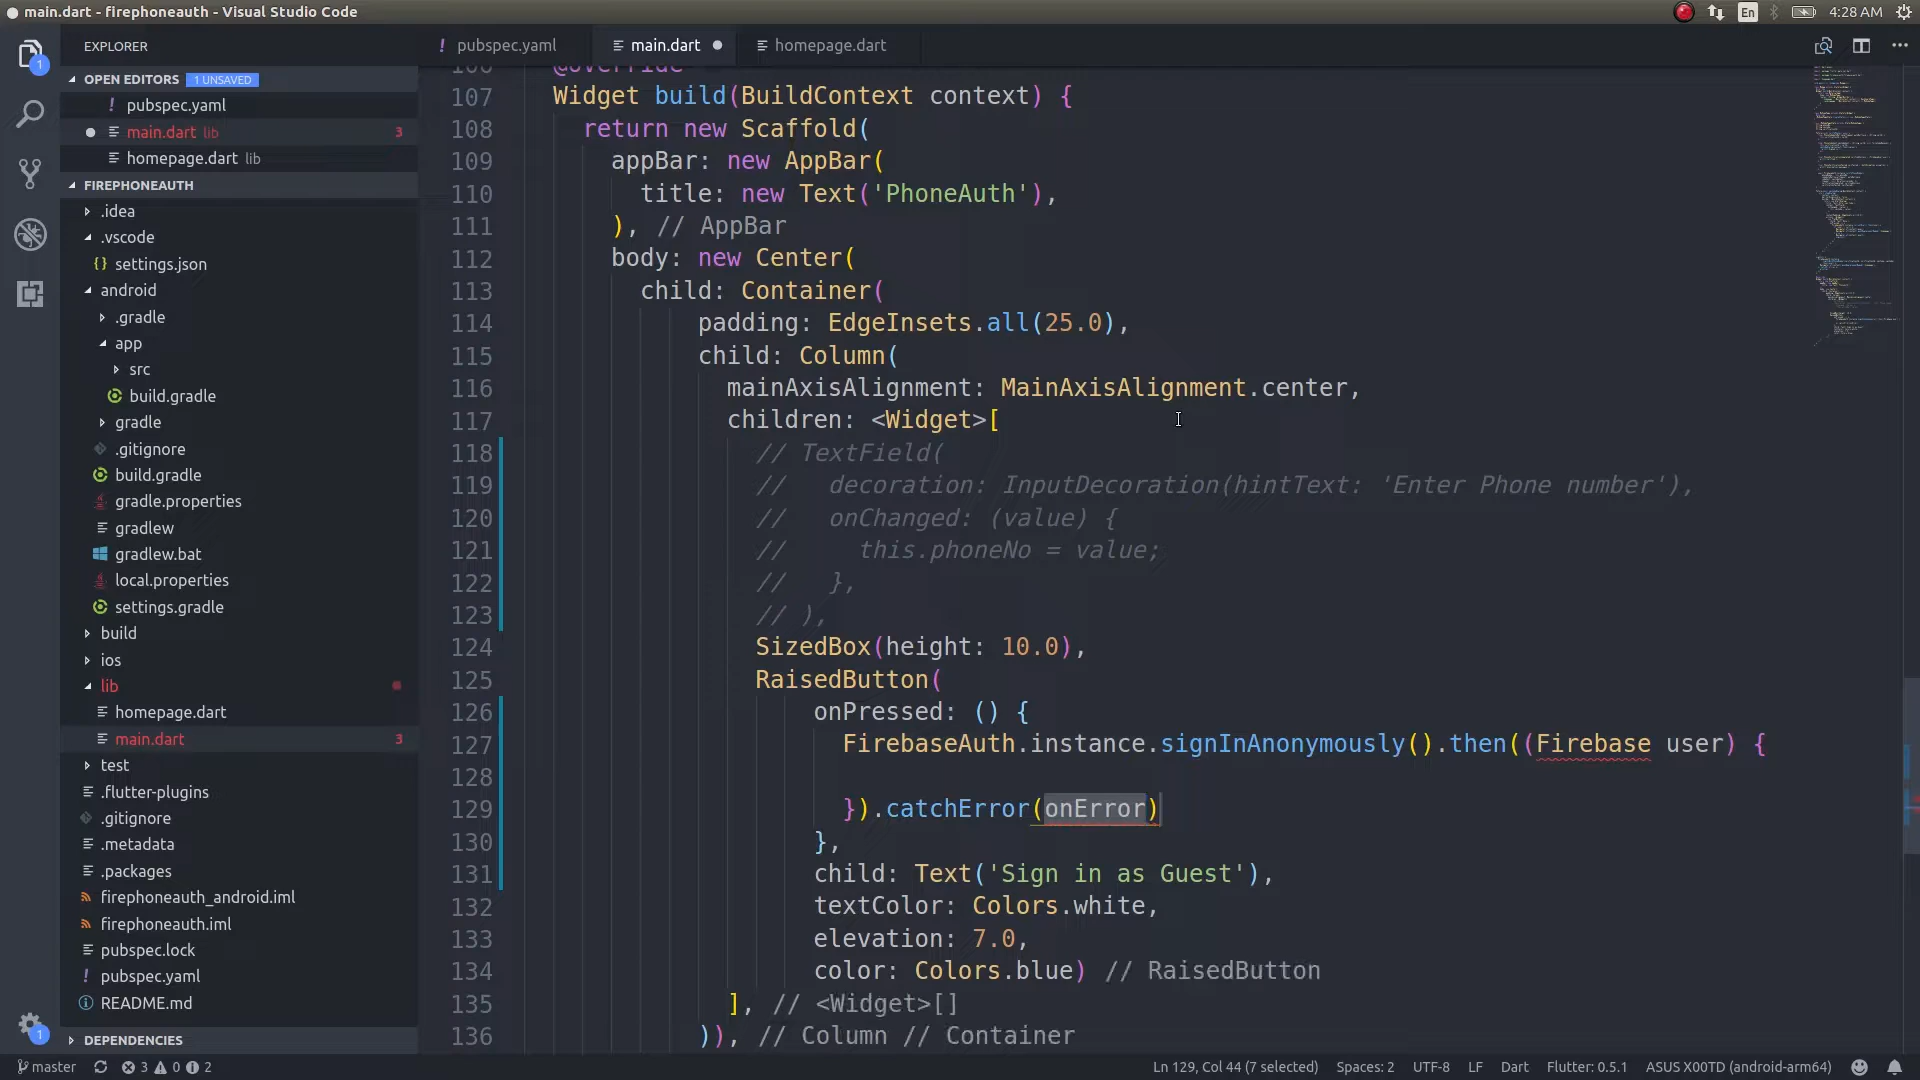 main.dart - firephoneauth - Visual Studio Code
En
4:28 AM
EXPLORER
OPEN EDITORS 1 UNSAVED
! pubspec.yaml
main.dart lib 3
homepage.dart lib
FIREPHONEAUTH
.idea
.vscode
{} settings.json
android
.gradle
app
src
build.gradle
gradle
.gitignore
build.gradle
gradle.properties
gradlew
gradlew.bat
local.properties
settings.gradle
build
ios
lib
homepage.dart
main.dart 3
test
.flutter-plugins
.gitignore
.metadata
.packages
firephoneauth_android.iml
firephoneauth.iml
pubspec.lock
! pubspec.yaml
README.md
DEPENDENCIES
1
1
! pubspec.yaml
main.dart
homepage.dart
106 @override
107 Widget build(BuildContext context) {
108 return new Scaffold(
109 appBar: new AppBar(
110 title: new Text('PhoneAuth'),
111 ), // AppBar
112 body: new Center(
113 child: Container(
114 padding: EdgeInsets.all(25.0),
115 child: Column(
116 mainAxisAlignment: MainAxisAlignment.center,
117 children: <Widget>[
118 // TextField(
119 // decoration: InputDecoration(hintText: 'Enter Phone number'),
120 // onChanged: (value) {
121 // this.phoneNo = value;
122 // },
123 // ),
124 SizedBox(height: 10.0),
125 RaisedButton(
126 onPressed: () {
127 FirebaseAuth.instance.signInAnonymously().then((Firebase user) {
128
129 }).catchError(onError)
130 },
131 child: Text('Sign in as Guest'),
132 textColor: Colors.white,
133 elevation: 7.0,
134 color: Colors.blue) // RaisedButton
135 ], // <Widget>[]
136 )), // Column // Container
master 3 0 2
Ln 129, Col 44 (7 selected) Spaces: 2 UTF-8 LF Dart Flutter: 0.5.1 ASUS X00TD (android-arm64)